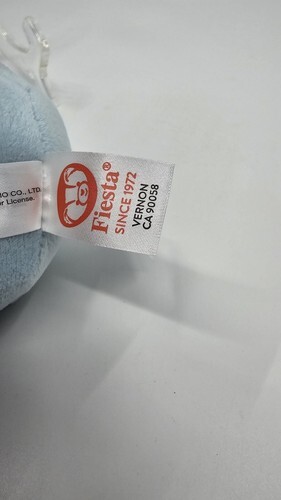 IO CO., LTD.
r License.
Fiesta®
SINCE 1972
VERNON
CA 90058